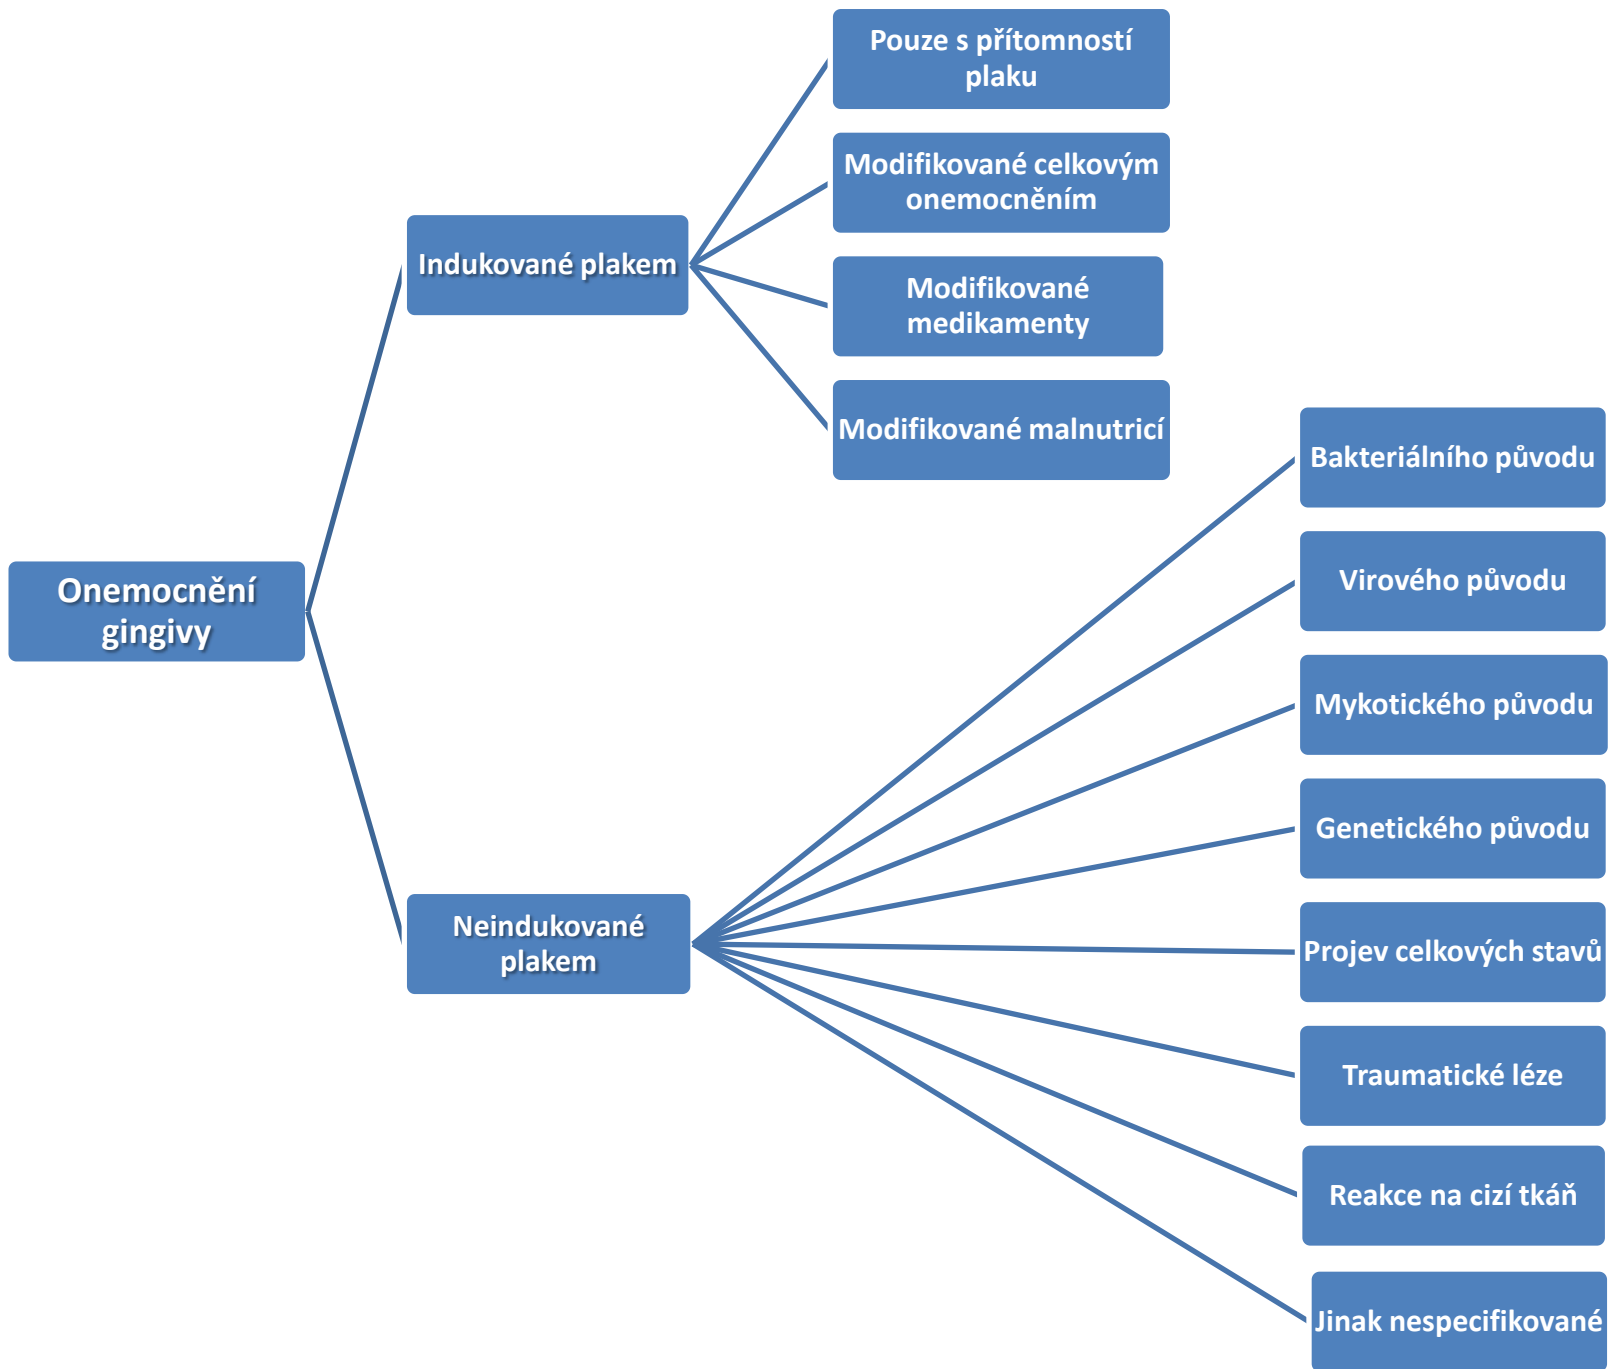 Onemocnění
gingivy
Indukované plakem
Pouze s přítomností
plaku
Modifikované celkovým
onemocněním
Modifikované
medikamenty
Modifikované malnutricí
Neindukované
plakem
Bakteriálního původu
Virového původu
Mykotického původu
Genetického původu
Projev celkových stavů
Traumatické léze
Reakce na cizí tkáň
Jinak nespecifikované